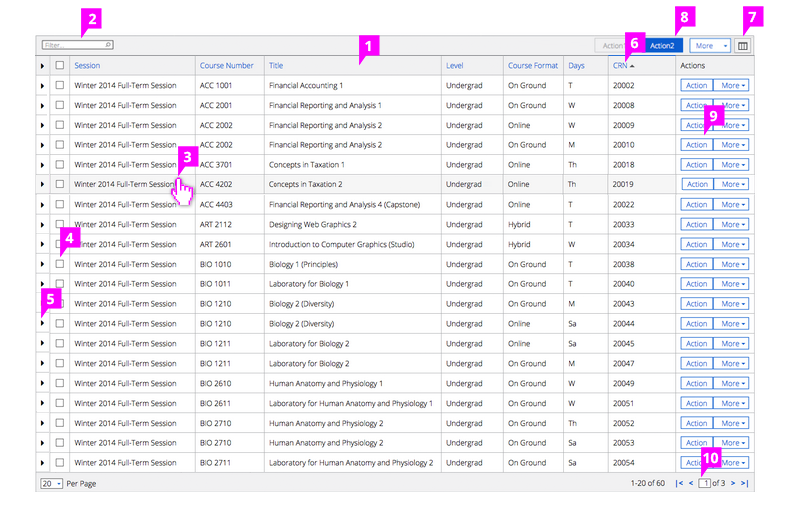 2 8 7
Filter... 1 Action 6 Action2 More
Session Course Number Title Level Course Format Days CRN Actions
Winter 2014 Full-Term Session ACC 1001 Financial Accounting 1 Undergrad On Ground T 20002 Action More
Winter 2014 Full-Term Session ACC 2001 Financial Reporting and Analysis 1 Undergrad On Ground W 20008 Action More
Winter 2014 Full-Term Session ACC 2002 Financial Reporting and Analysis 2 Undergrad Online W 20009 Action 9 More
Winter 2014 Full-Term Session ACC 2002 Financial Reporting and Analysis 2 Undergrad On Ground M 20010 Action More
Winter 2014 Full-Term Session 3 ACC 3701 Concepts in Taxation 1 Undergrad Online Th 20018 Action More
Winter 2014 Full-Term Session ACC 4202 Concepts in Taxation 2 Undergrad Online Th 20019 Action More
Winter 2014 Full-Term Session ACC 4403 Financial Reporting and Analysis 4 (Capstone) Undergrad Online T 20022 Action More
Winter 2014 Full-Term Session ART 2112 Designing Web Graphics 2 Undergrad Hybrid T 20033 Action More
4 Winter 2014 Full-Term Session ART 2601 Introduction to Computer Graphics (Studio) Undergrad Hybrid W 20034 Action More
Winter 2014 Full-Term Session BIO 1010 Biology 1 (Principles) Undergrad On Ground T 20038 Action More
Winter 2014 Full-Term Session BIO 1011 Laboratory for Biology 1 Undergrad On Ground T 20040 Action More
5 Winter 2014 Full-Term Session BIO 1210 Biology 2 (Diversity) Undergrad On Ground M 20043 Action More
Winter 2014 Full-Term Session BIO 1210 Biology 2 (Diversity) Undergrad Online Sa 20044 Action More
Winter 2014 Full-Term Session BIO 1211 Laboratory for Biology 2 Undergrad Online Sa 20045 Action More
Winter 2014 Full-Term Session BIO 1211 Laboratory for Biology 2 Undergrad On Ground M 20047 Action More
Winter 2014 Full-Term Session BIO 2610 Human Anatomy and Physiology 1 Undergrad On Ground W 20049 Action More
Winter 2014 Full-Term Session BIO 2611 Laboratory for Human Anatomy and Physiology 1 Undergrad On Ground W 20051 Action More
Winter 2014 Full-Term Session BIO 2710 Human Anatomy and Physiology 2 Undergrad On Ground Th 20052 Action More
Winter 2014 Full-Term Session BIO 2710 Human Anatomy and Physiology 2 Undergrad On Ground Sa 20053 Action More
Winter 2014 Full-Term Session BIO 2711 Laboratory for Human Anatomy and Physiology 2 Undergrad On Ground Sa 20054 Actio 10 More
20 Per Page 1-20 of 60 |< < 1 of 3 > >|